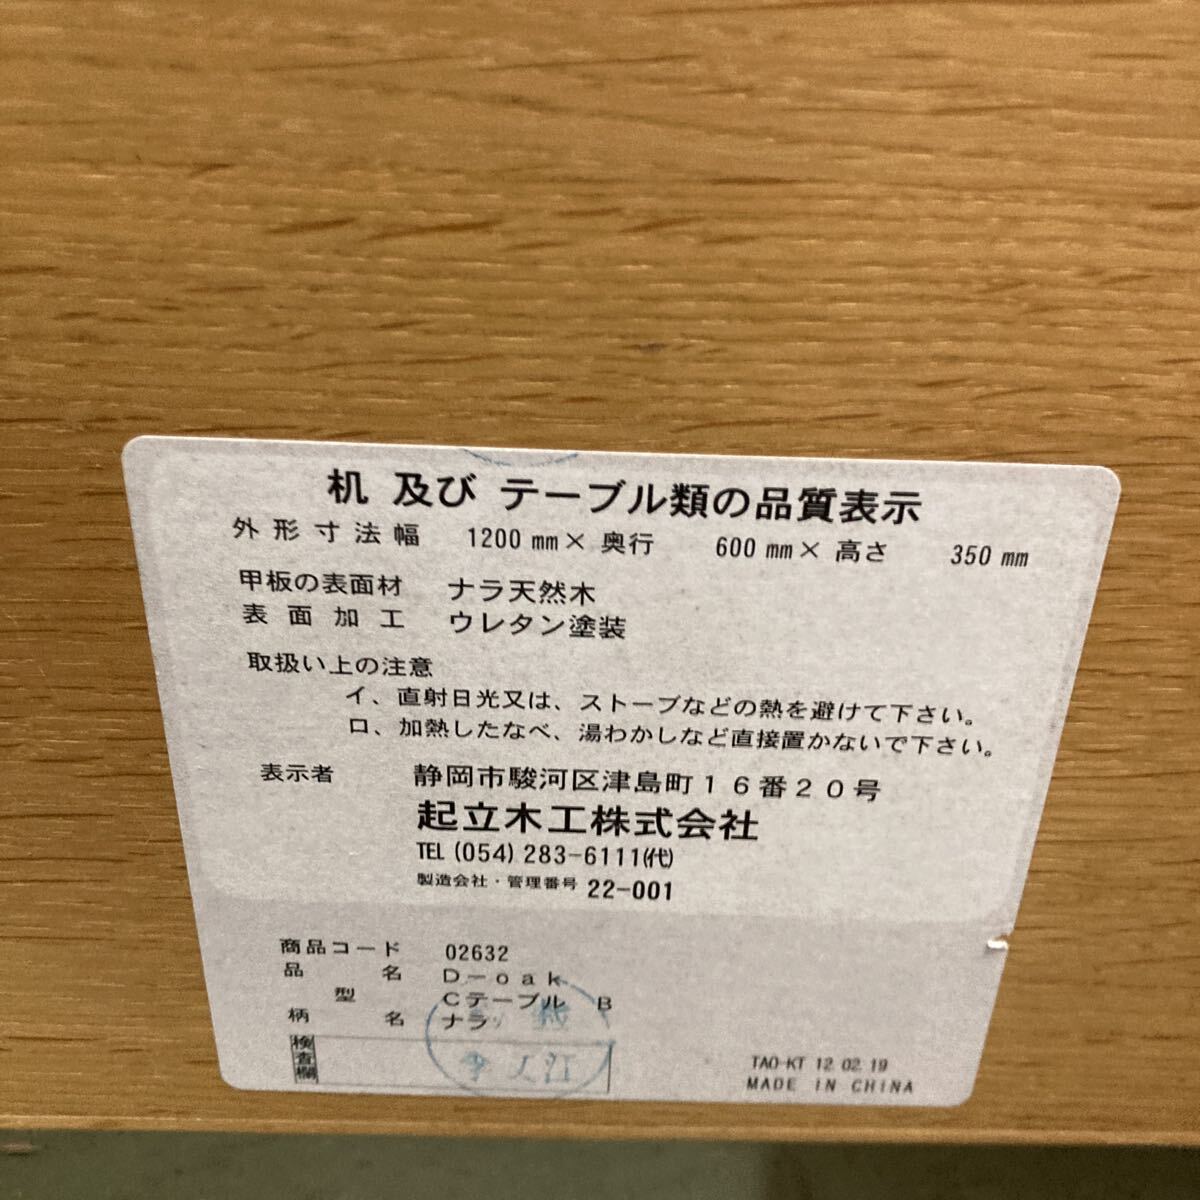 机 及び テーブル類の品質表示
外形寸法幅 1200 mm × 奥行 600 mm × 高さ 350 mm
甲板の表面材 ナラ天然木
表面加工 ウレタン塗装
取扱い上の注意
イ、直射日光又は、ストーブなどの熱を避けて下さい。
ロ、加熱したなべ、湯わかしなど直接置かないで下さい。
表示者 静岡市駿河区津島町16番20号
起立木工株式会社
TEL (054) 283-6111(代)
製造会社・管理番号 22-001
商品コード 02632
品名 D-oak
型 Cテーブル B
柄名 ナラ
検査欄
TAO-KT 12 02 19
MADE IN CHINA